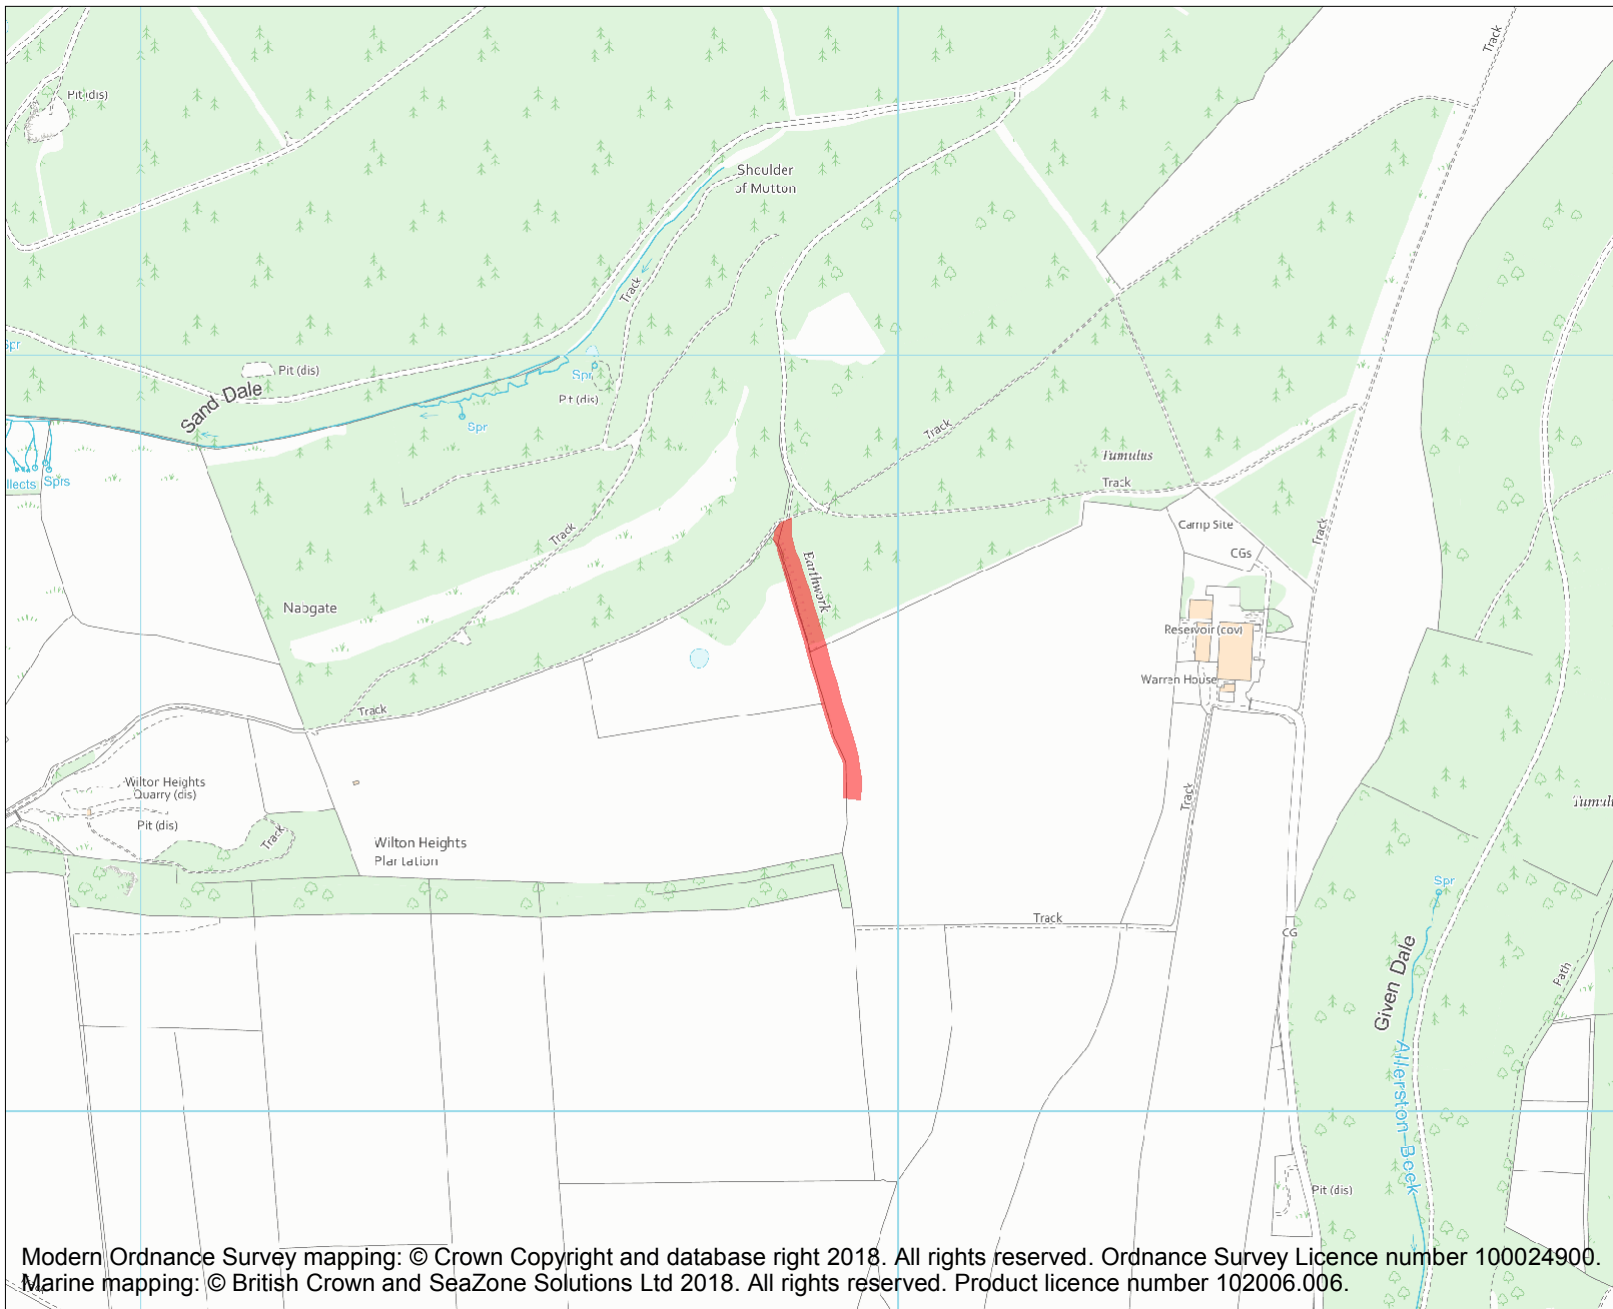 Track
Pit (dis)
Shoulder
of Mutton
Track
Spr
Pit (dis)
Spr
Pit (dis)
Sand Dale
Spr
Track
Tumulus
llects Sprs
Track
Camp Site
Track
Track
CGs
Earthwork
Nabgate
Reservoir (cov)
Warren House
Track
Wilton Heights
Quarry (dis)
Track
Tumuli
Pit (dis)
Track
Wilton Heights
Plantation
Spr
Track
CG
Given Dale
Path
Allerston Beck
Pit (dis)
Modern Ordnance Survey mapping: © Crown Copyright and database right 2018. All rights reserved. Ordnance Survey Licence number 100024900.
Marine mapping: © British Crown and SeaZone Solutions Ltd 2018. All rights reserved. Product licence number 102006.006.